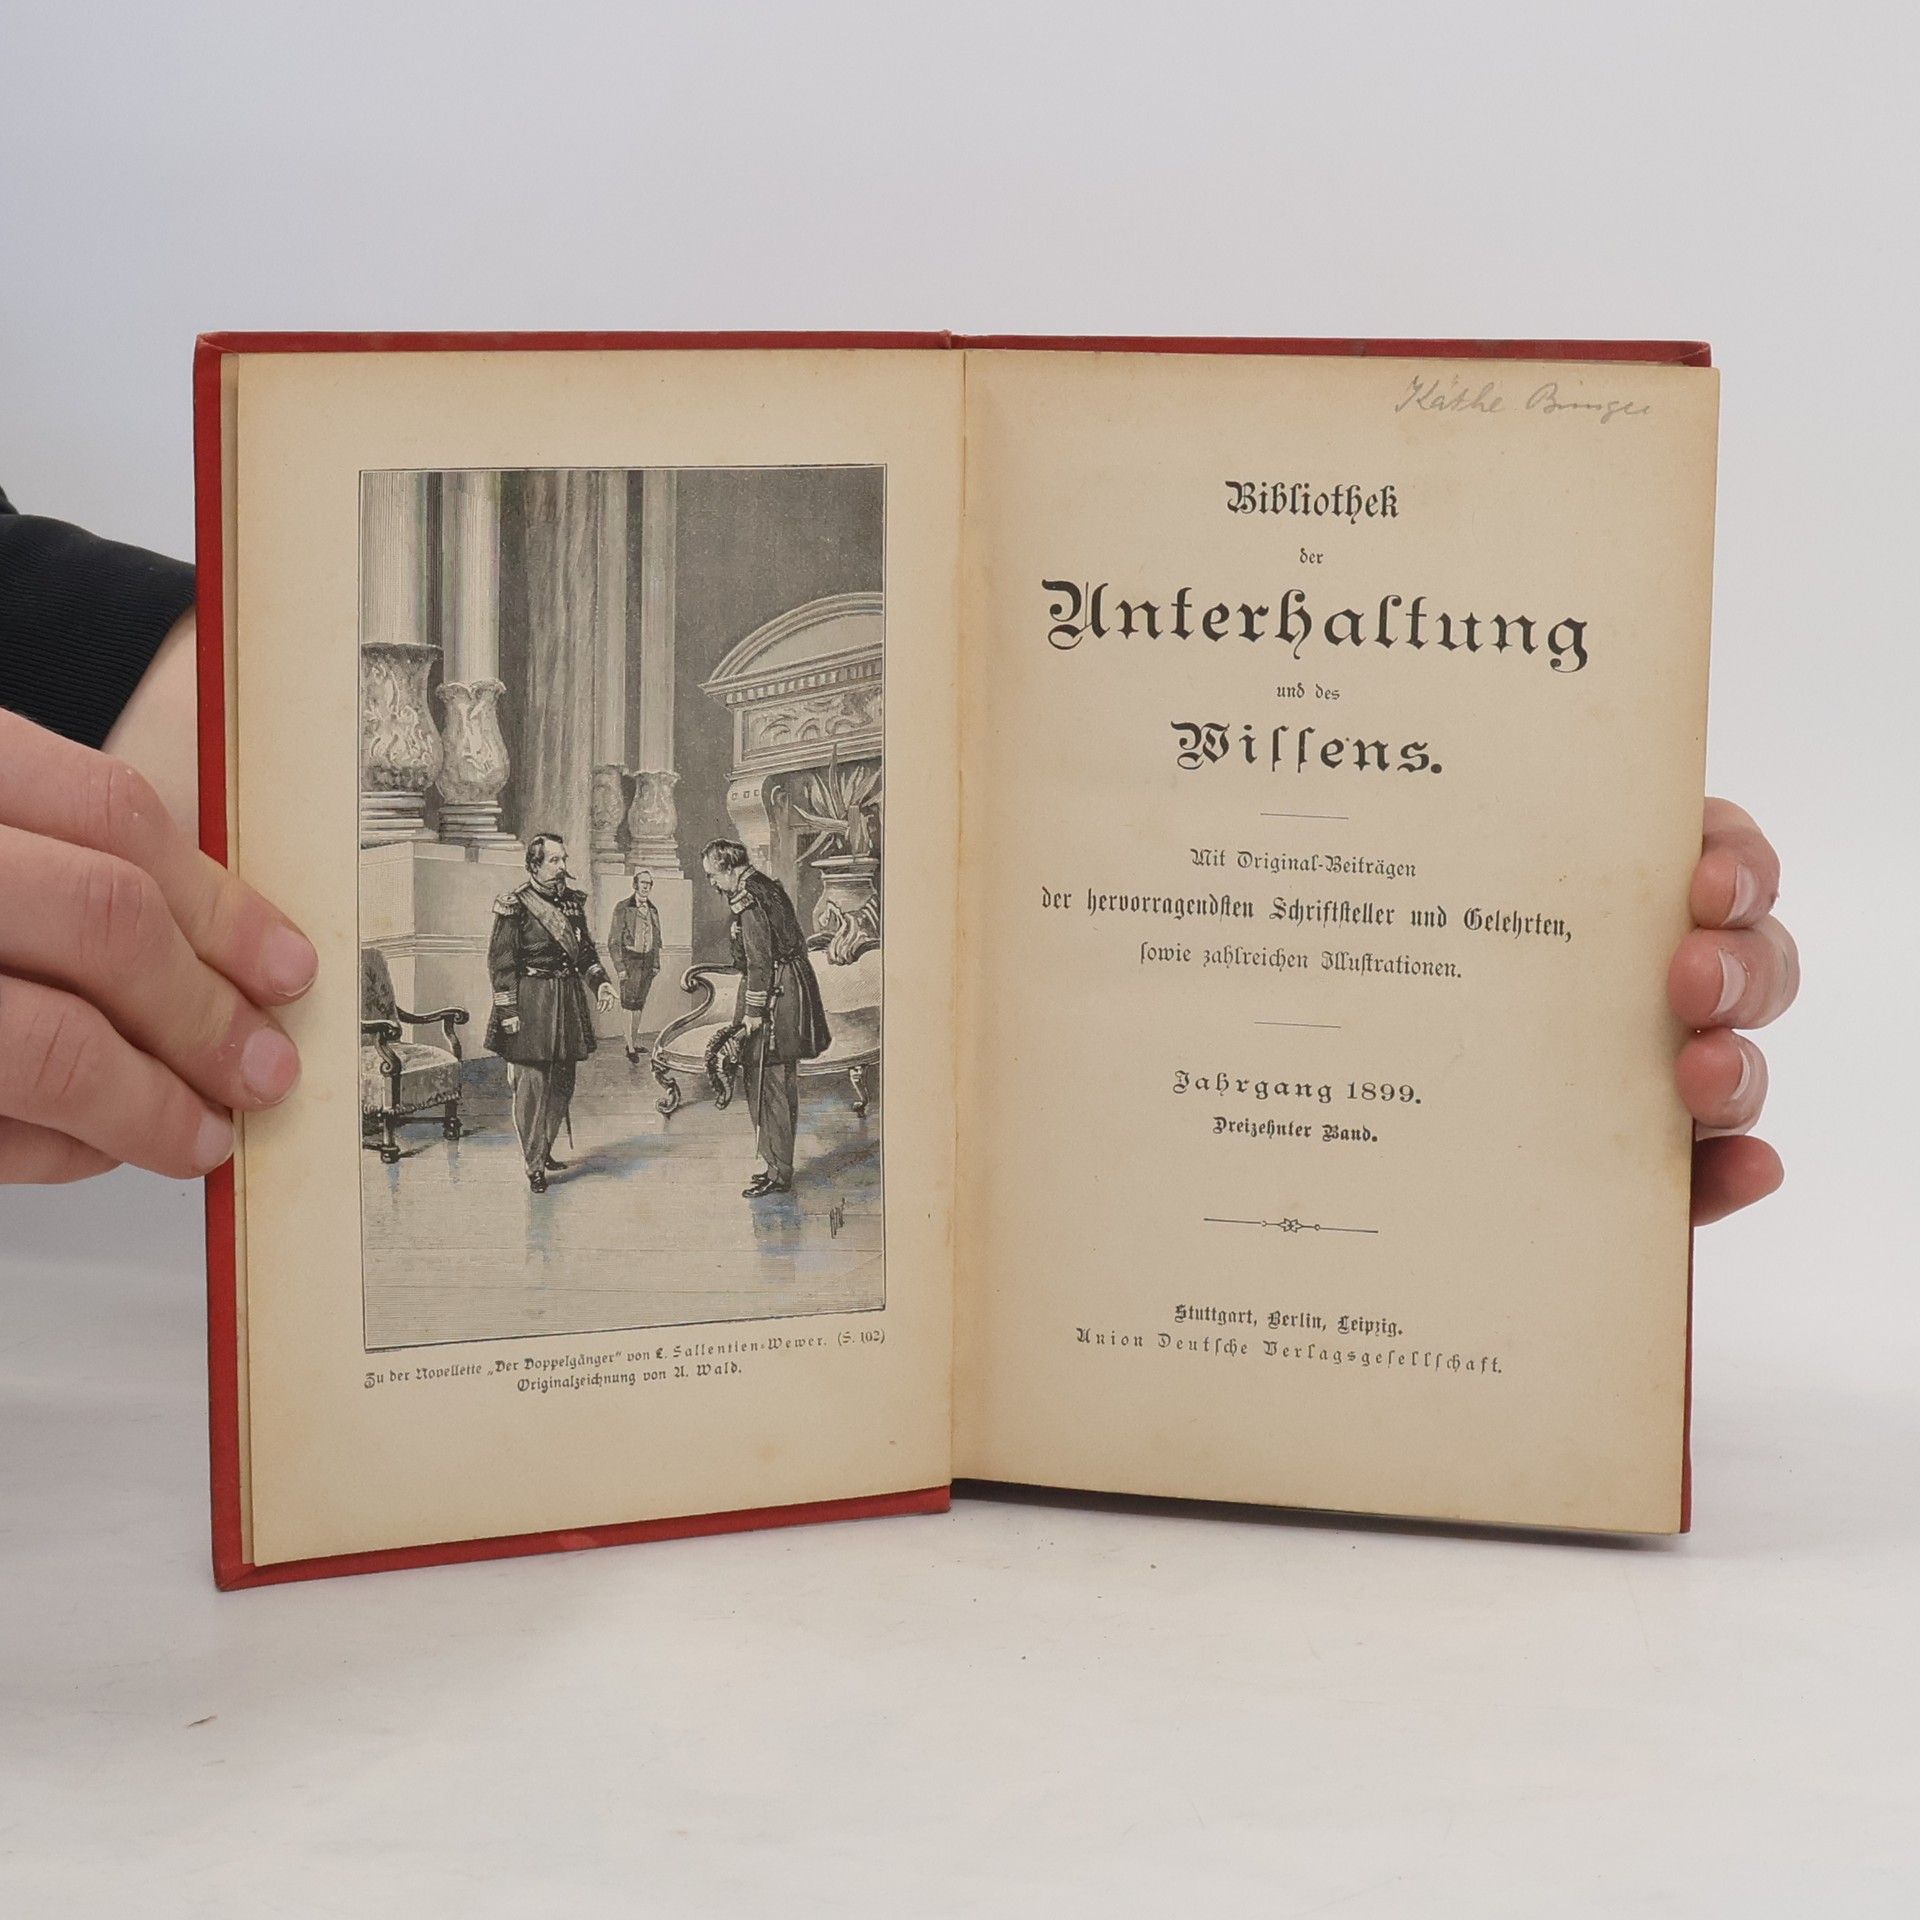 Zu der Novellette „Der Doppelgänger“ von E. Sallentien-Wewer. (S. 102)
Originalzeichnung von A. Wald.
Käthe
Bibliothek
der
Unterhaltung
und des
Wissens.
Mit Original-Beiträgen
der hervorragendsten Schriftsteller und Gelehrten,
sowie zahlreichen Illustrationen.
Jahrgang 1899.
Dreizehnter Band.
Stuttgart, Berlin, Leipzig.
Union Deutsche Verlagsgesellschaft.